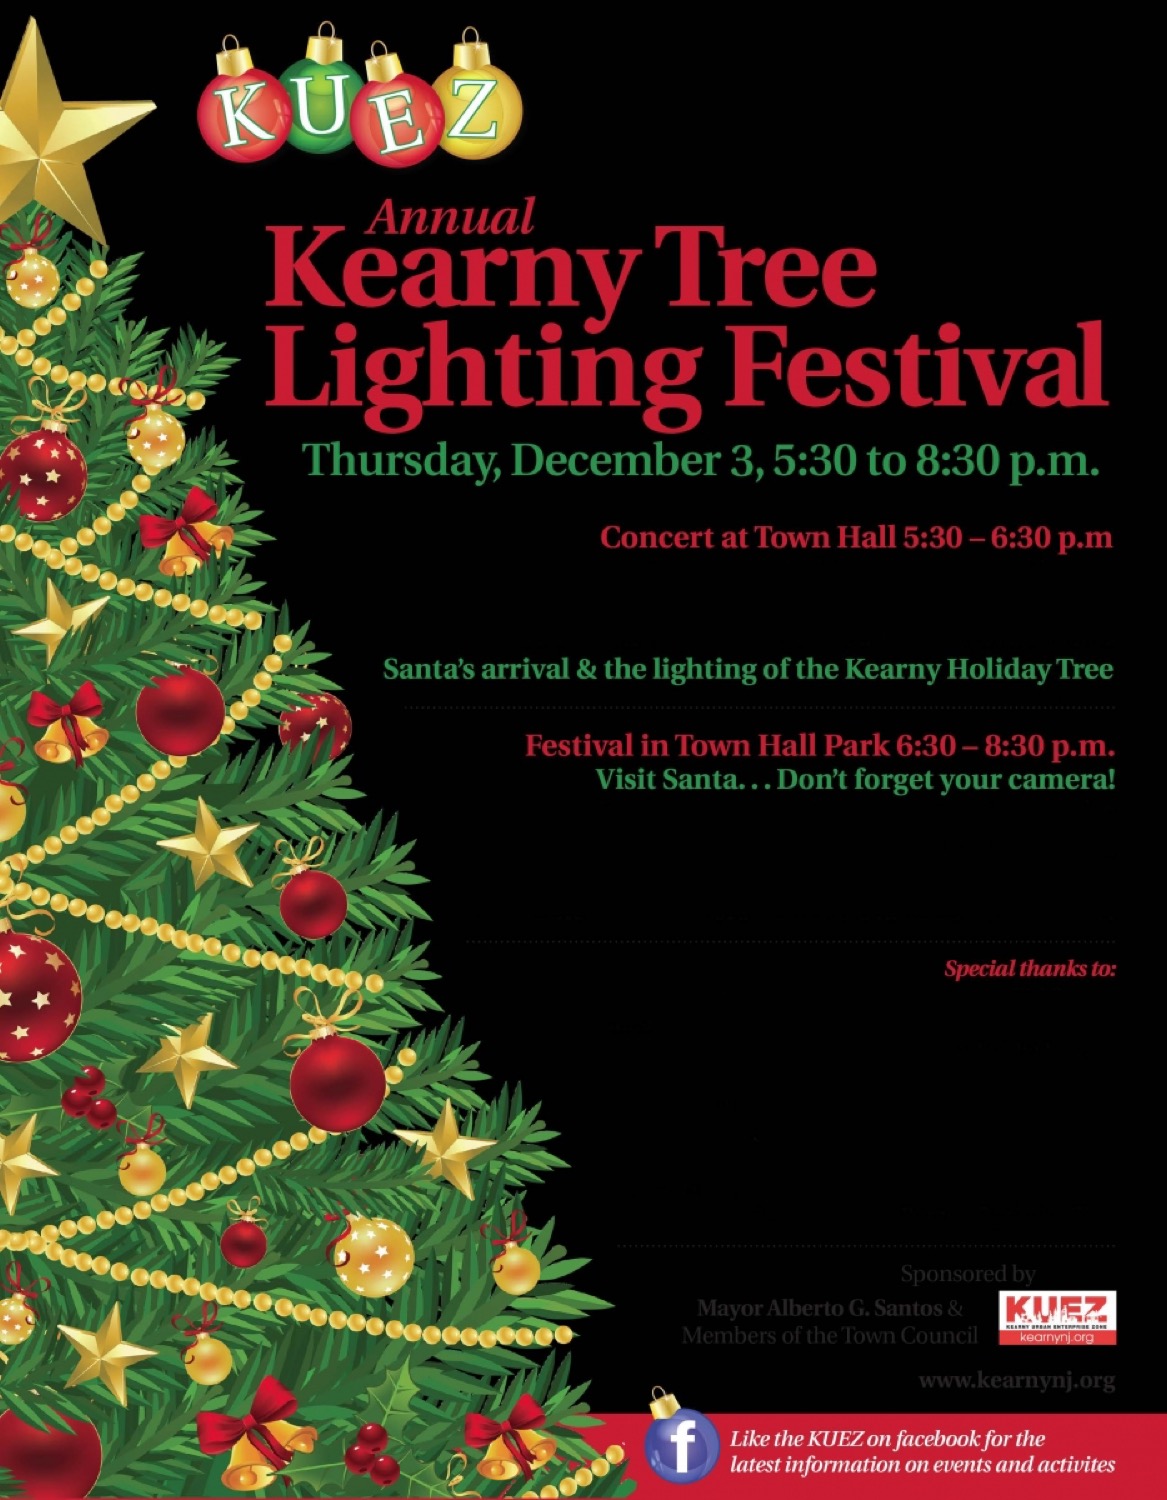 KUEZ
Annual
Kearny Tree
Lighting Festival
Thursday, December 3, 5:30 to 8:30 p.m.
Concert at Town Hall 5:30 – 6:30 p.m
Santa's arrival & the lighting of the Kearny Holiday Tree
Festival in Town Hall Park 6:30 – 8:30 p.m.
Visit Santa... Don't forget your camera!
Special thanks to:
Sponsored by
Mayor Alberto G. Santos &
Members of the Town Council
KUEZ
KEARNY URBAN ENTERPRISE ZONE
kearnynj.org
www.kearnynj.org
f
Like the KUEZ on facebook for the
latest information on events and activites